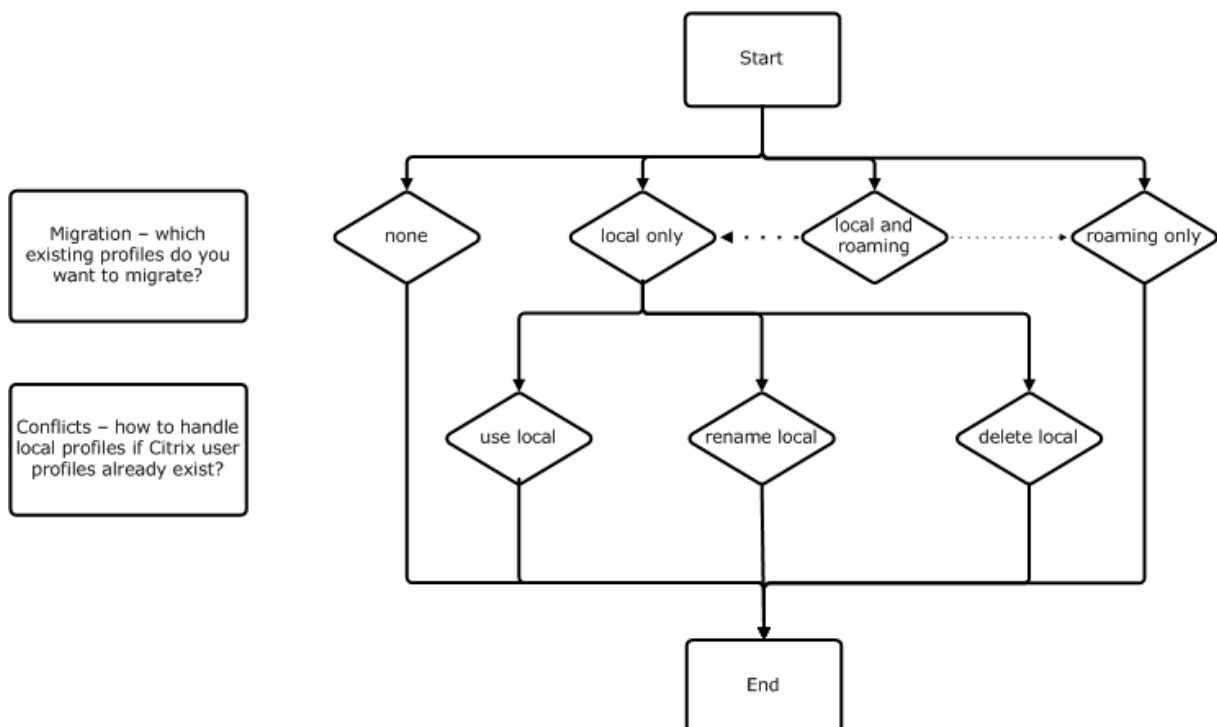 Start
Migration – which
existing profiles do you
want to migrate?
none
local only
local and
roaming
roaming only
Conflicts – how to handle
local profiles if Citrix user
profiles already exist?
use local
rename local
delete local
End